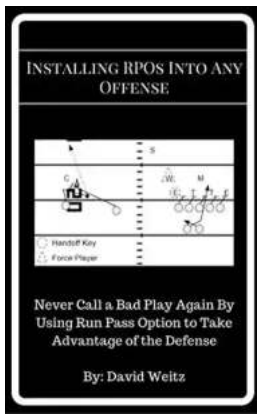 INSTALLING RPOS INTO ANY
OFFENSE
S
C
W
M
E T T E
Handoff Key
Force Player
Never Call a Bad Play Again By
Using Run Pass Option to Take
Advantage of the Defense
By: David Weitz